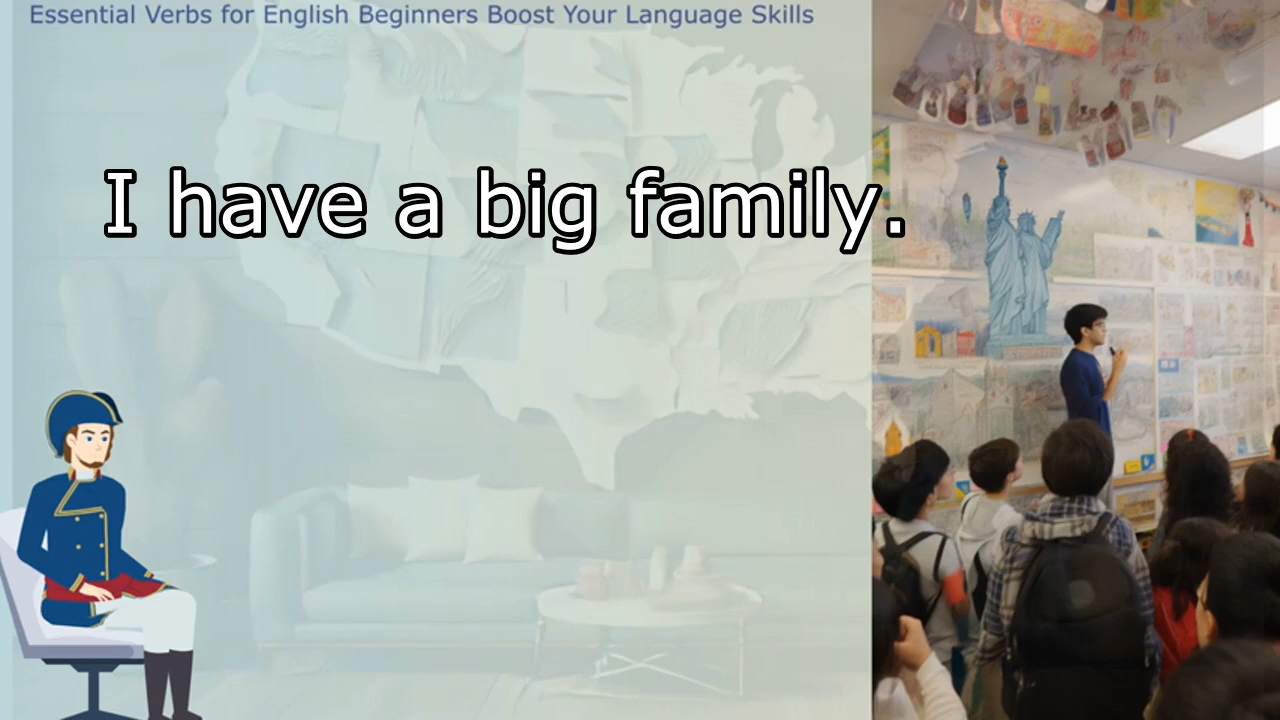 Essential Verbs for English Beginners Boost Your Language Skills
I have a big family.